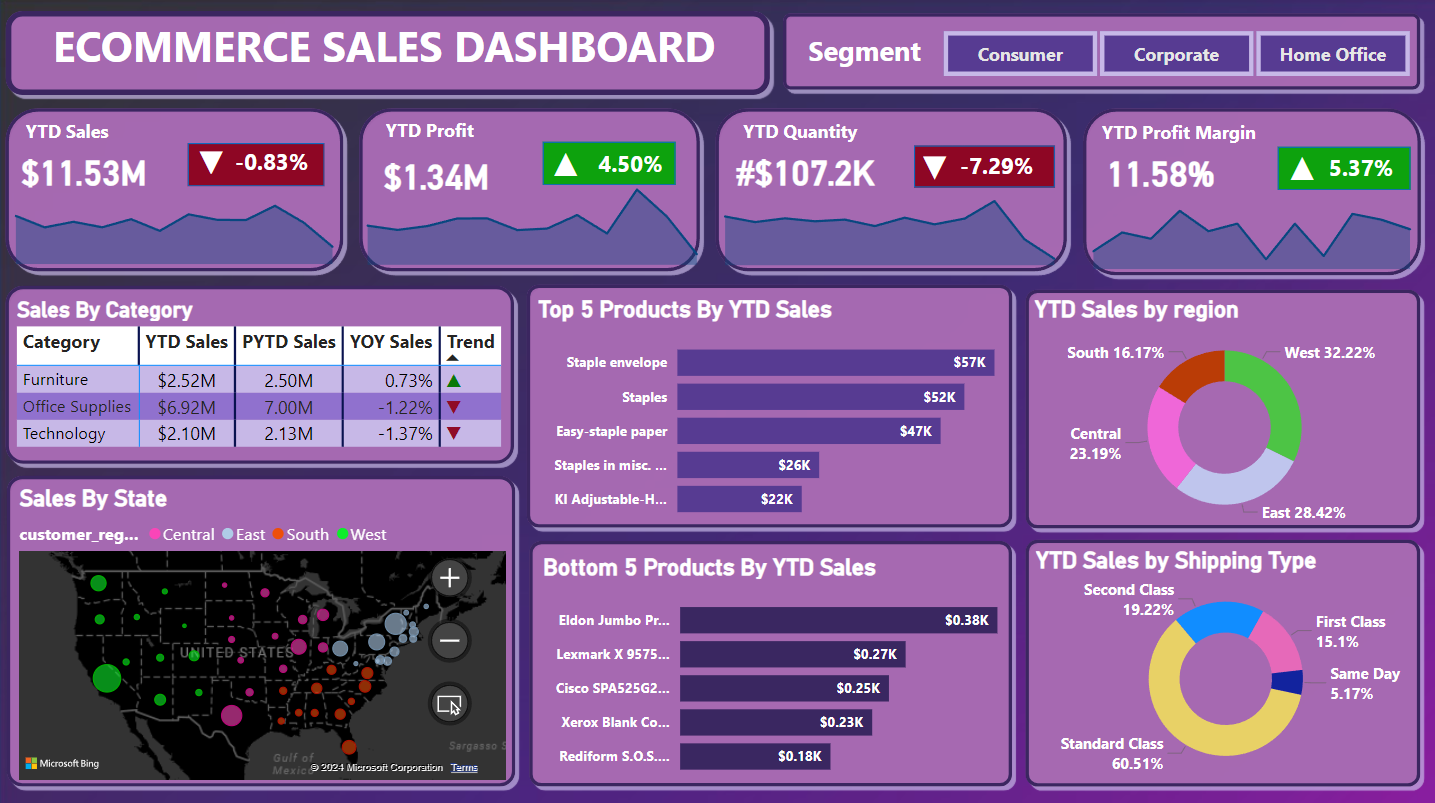 ECOMMERCE SALES DASHBOARD
Segment
Consumer
Corporate
Home Office
YTD Sales
$11.53M
-0.83%
YTD Profit
$1.34M
4.50%
YTD Quantity
#$107.2K
-7.29%
YTD Profit Margin
11.58%
5.37%
Sales By Category
Category YTD Sales PYTD Sales YOY Sales Trend
Furniture $2.52M 2.50M 0.73%
Office Supplies $6.92M 7.00M -1.22%
Technology $2.10M 2.13M -1.37%
Top 5 Products By YTD Sales
Staple envelope $57K
Staples $52K
Easy-staple paper $47K
Staples in misc. ... $26K
KI Adjustable-H... $22K
YTD Sales by region
South 16.17%
West 32.22%
Central
23.19%
East 28.42%
Sales By State
customer_reg... Central East South West
UNITED STATES
Gulf of
Mexico
Sargasso S
Microsoft Bing
© 2024 Microsoft Corporation Terms
Bottom 5 Products By YTD Sales
Eldon Jumbo Pr... $0.38K
Lexmark X 9575... $0.27K
Cisco SPA525G2... $0.25K
Xerox Blank Co... $0.23K
Rediform S.O.S.... $0.18K
YTD Sales by Shipping Type
Second Class
19.22%
First Class
15.1%
Same Day
5.17%
Standard Class
60.51%